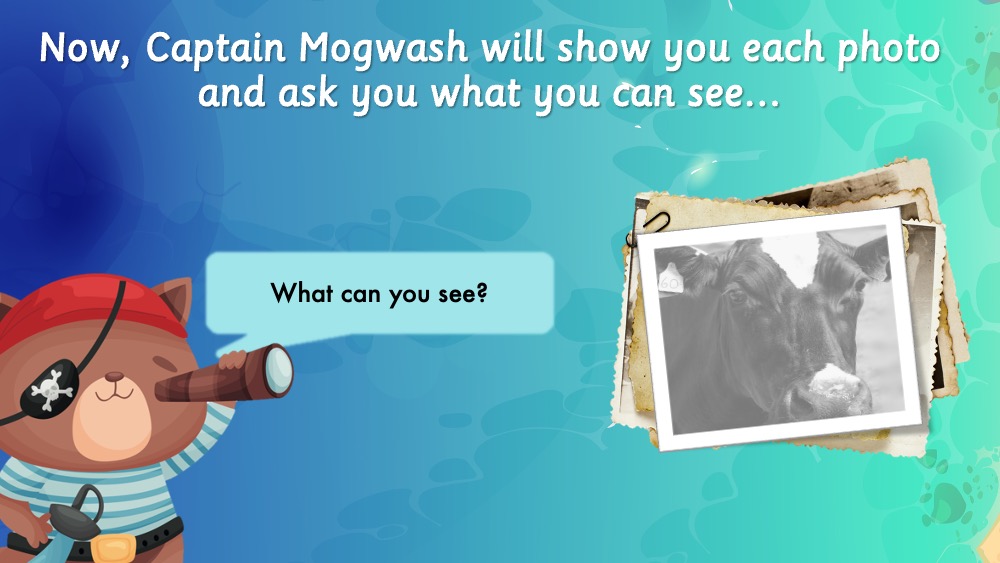 Now, Captain Mogwash will show you each photo
and ask you what you can see...
What can you see?
60